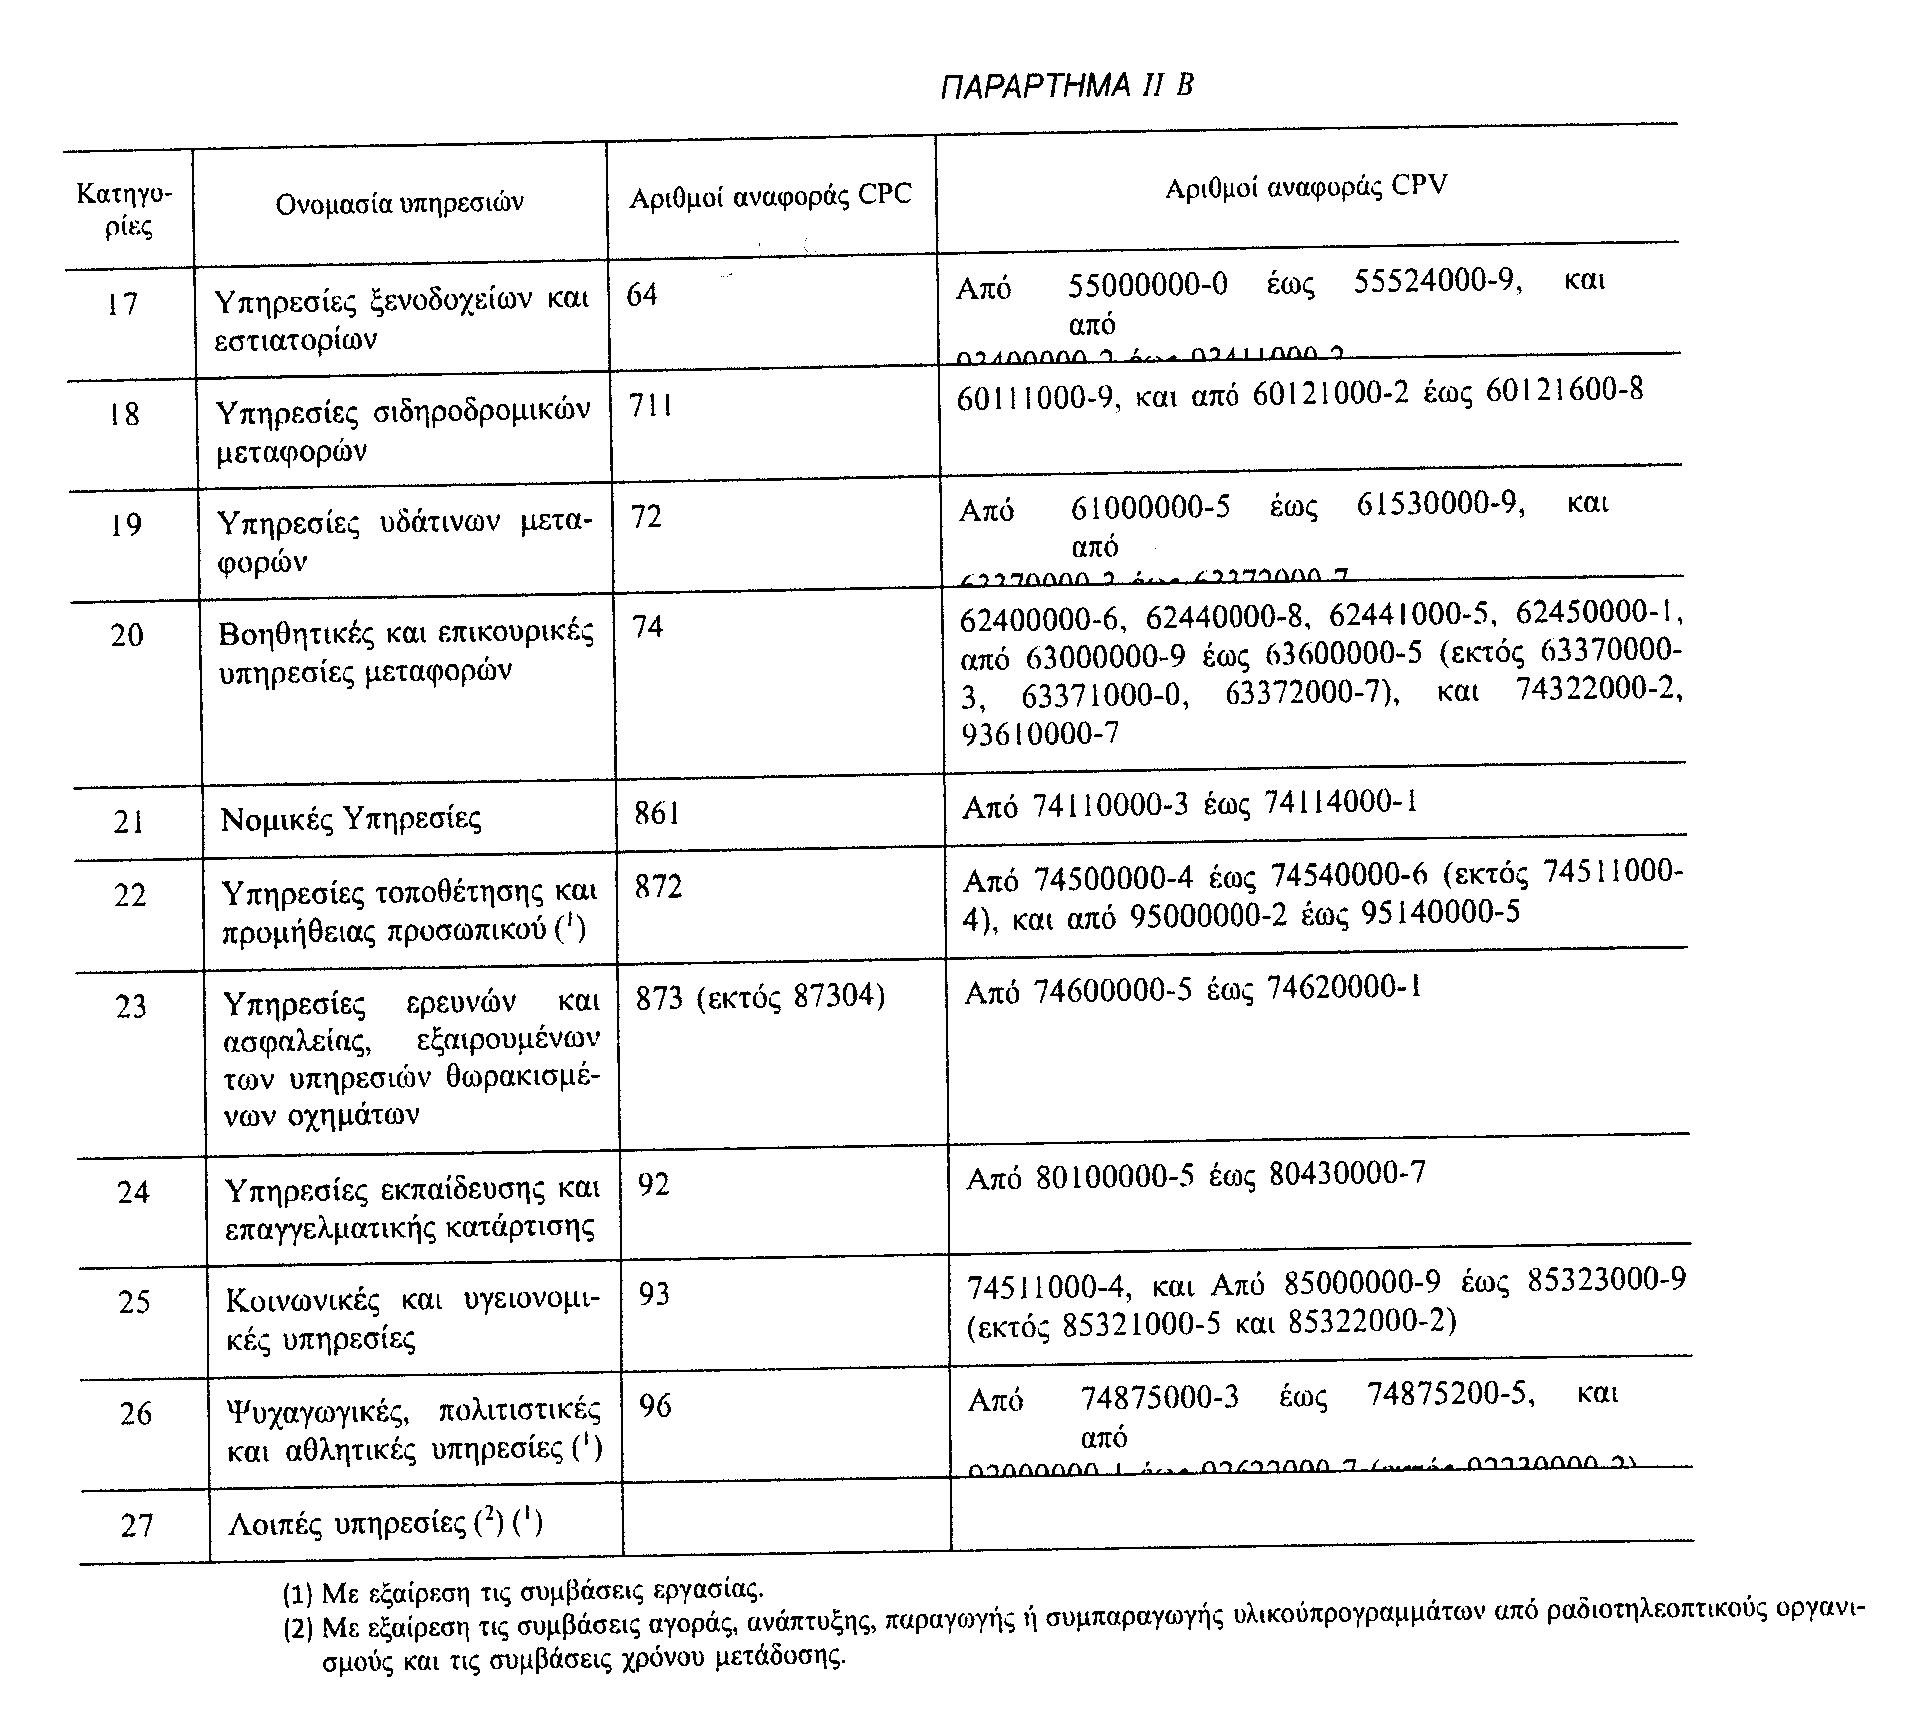 ΠΑΡΑΡΤΗΜΑ II B
Κατηγο-
ρίες
Ονομασία υπηρεσιών
Αριθμοί αναφοράς CPC
Αριθμοί αναφοράς CPV
17
Υπηρεσίες ξενοδοχείων και
εστιατορίων
64
Από 55000000-0 έως 55524000-9, και
από
18
Υπηρεσίες σιδηροδρομικών
μεταφορών
711
60111000-9, και από 60121000-2 έως 60121600-8
19
Υπηρεσίες υδάτινων μετα-
φορών
72
Από 61000000-5 έως 61530000-9, και
από
20
Βοηθητικές και επικουρικές
υπηρεσίες μεταφορών
74
62400000-6, 62440000-8, 62441000-5, 62450000-1,
από 63000000-9 έως 63600000-5 (εκτός 63370000-
3, 63371000-0, 63372000-7), και 74322000-2,
93610000-7
21
Νομικές Υπηρεσίες
861
Από 74110000-3 έως 74114000-1
22
Υπηρεσίες τοποθέτησης και
προμήθειας προσωπικού (¹)
872
Από 74500000-4 έως 74540000-6 (εκτός 74511000-
4), και από 95000000-2 έως 95140000-5
23
Υπηρεσίες ερευνών και
ασφαλείας, εξαιρουμένων
των υπηρεσιών θωρακισμέ-
νων οχημάτων
873 (εκτός 87304)
Από 74600000-5 έως 74620000-1
24
Υπηρεσίες εκπαίδευσης και
επαγγελματικής κατάρτισης
92
Από 80100000-5 έως 80430000-7
25
Κοινωνικές και υγειονομι-
κές υπηρεσίες
93
74511000-4, και Από 85000000-9 έως 85323000-9
(εκτός 85321000-5 και 85322000-2)
26
Ψυχαγωγικές, πολιτιστικές
και αθλητικές υπηρεσίες (¹)
96
Από 74875000-3 έως 74875200-5, και
από
27
Λοιπές υπηρεσίες (²) (¹)
(1) Με εξαίρεση τις συμβάσεις εργασίας.
(2) Με εξαίρεση τις συμβάσεις αγοράς, ανάπτυξης, παραγωγής ή συμπαραγωγής υλικούπρογραμμάτων από ραδιοτηλεοπτικούς οργανι-
σμούς και τις συμβάσεις χρόνου μετάδοσης.